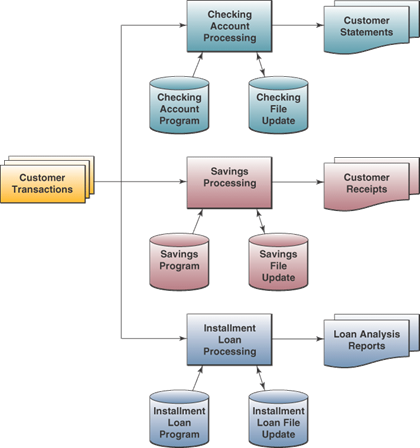 Checking
Account
Processing
Customer
Statements
Checking
Account
Program
Checking
File
Update
Customer
Transactions
Savings
Processing
Customer
Receipts
Savings
Program
Savings
File
Update
Installment
Loan
Processing
Loan Analysis
Reports
Installment
Loan
Program
Installment
Loan File
Update